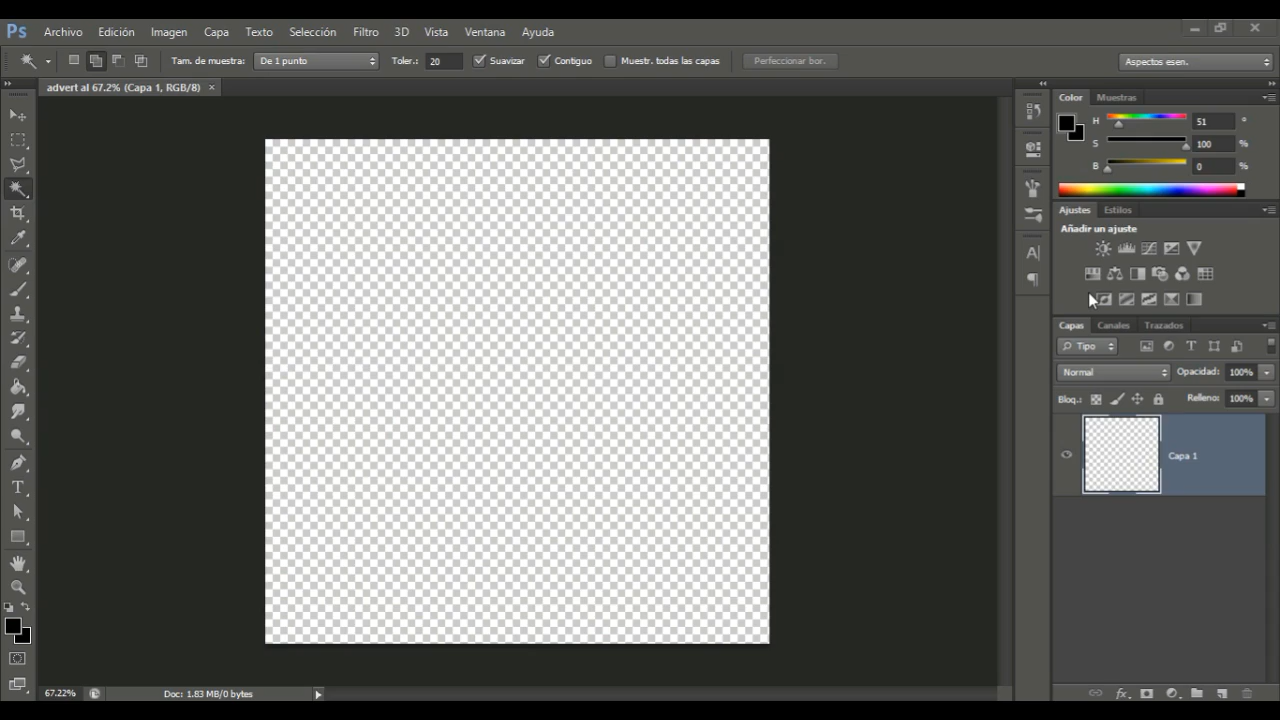 Ps Archivo Edición Imagen Capa Texto Selección Filtro 3D Vista Ventana Ayuda
Tam. de muestra: De 1 punto Toler.: 20 Suavizar Contiguo Muestr. todas las capas Perfeccionar bor. Aspectos esen.
advert al 67.2% (Capa 1, RGB/8) ×
Color Muestras
H 51 °
S 100 %
B 0 %
Ajustes Estilos
Añadir un ajuste
Capas Canales Trazados
Tipo
Normal Opacidad: 100%
Bloq.: Relleno: 100%
Capa 1
67.22% Doc: 1.83 MB/0 bytes
fx